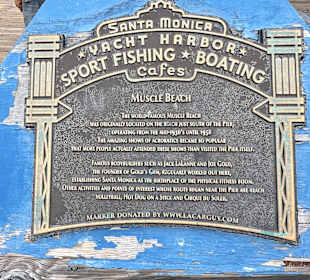 SANTA MONICA
★ YACHT HARBOR ★
SPORT FISHING ★ BOATING
Cafes
MUSCLE BEACH
THE WORLD-FAMOUS MUSCLE BEACH
WAS ORIGINALLY LOCATED ON THE BEACH JUST SOUTH OF THE PIER,
OPERATING FROM THE MID-1930'S UNTIL 1958
THE AMAZING SHOWS OF ACROBATICS BECAME SO POPULAR
THAT MORE PEOPLE ACTUALLY ATTENDED THESE SHOWS THAN VISITED THE PIER ITSELF.
FAMOUS BODYBUILDERS SUCH AS JACK LALANNE AND JOE GOLD,
THE FOUNDER OF GOLD'S GYM, REGULARLY WORKED OUT HERE,
ESTABLISHING SANTA MONICA AS THE BIRTHPLACE OF THE PHYSICAL FITNESS BOOM.
OTHER ACTIVITIES AND POINTS OF INTEREST WHOSE ROOTS BEGAN NEAR THE PIER ARE BEACH
VOLLEYBALL, HOT DOG ON A STICK AND CIRQUE DU SOLEIL.
MARKER DONATED BY WWW.LACARGUY.COM